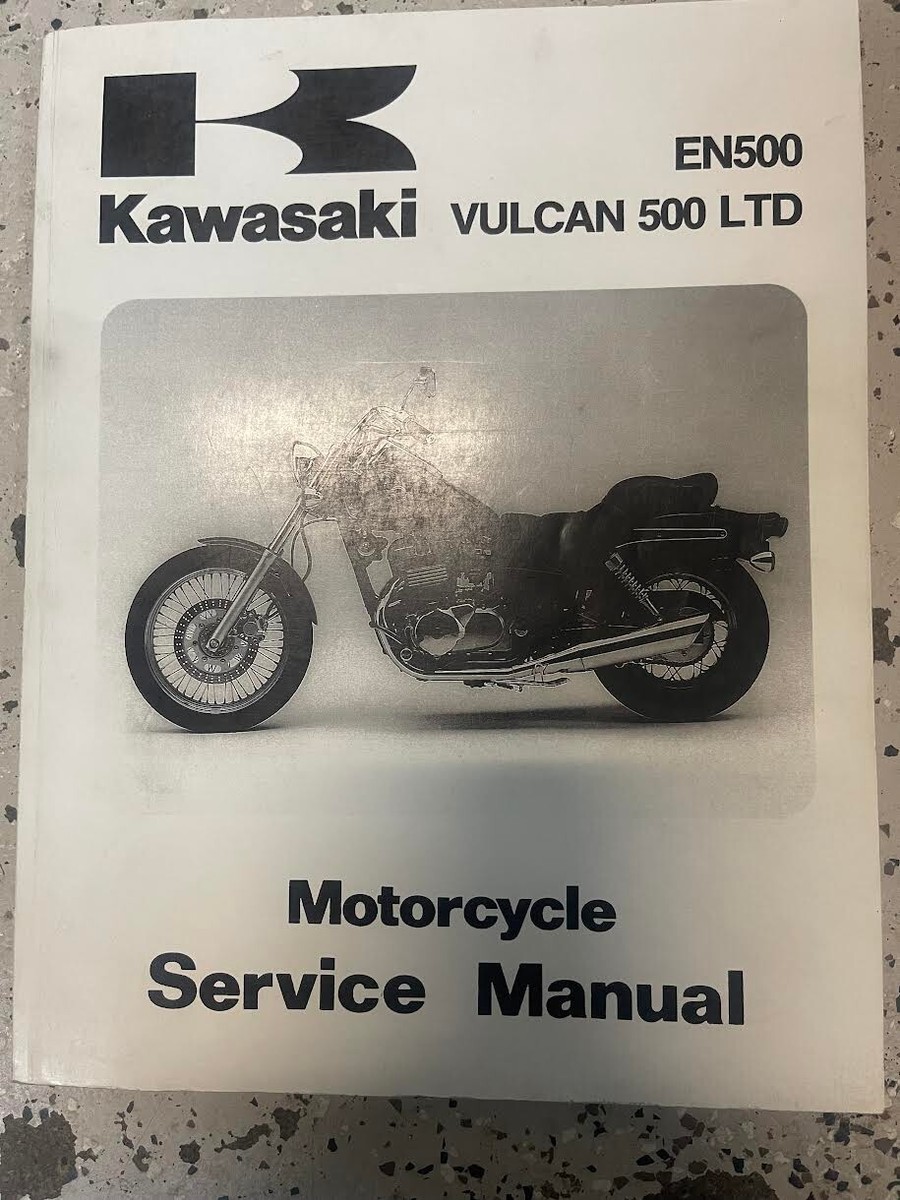 EN500
Kawasaki VULCAN 500 LTD
Motorcycle
Service Manual